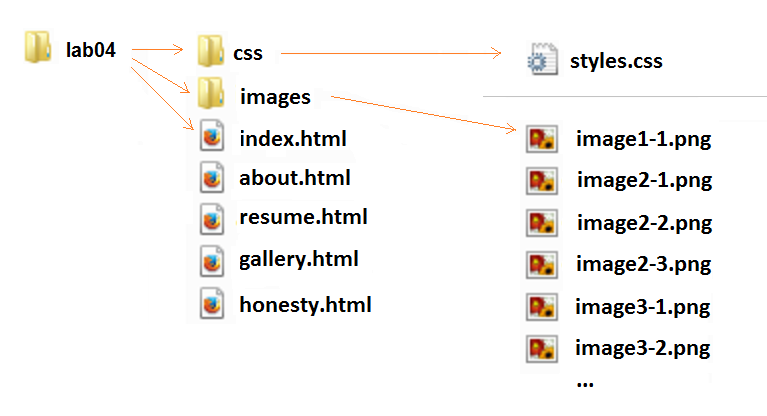 lab04
css
images
index.html
about.html
resume.html
gallery.html
honesty.html
styles.css
image1-1.png
image2-1.png
image2-2.png
image2-3.png
image3-1.png
image3-2.png
...